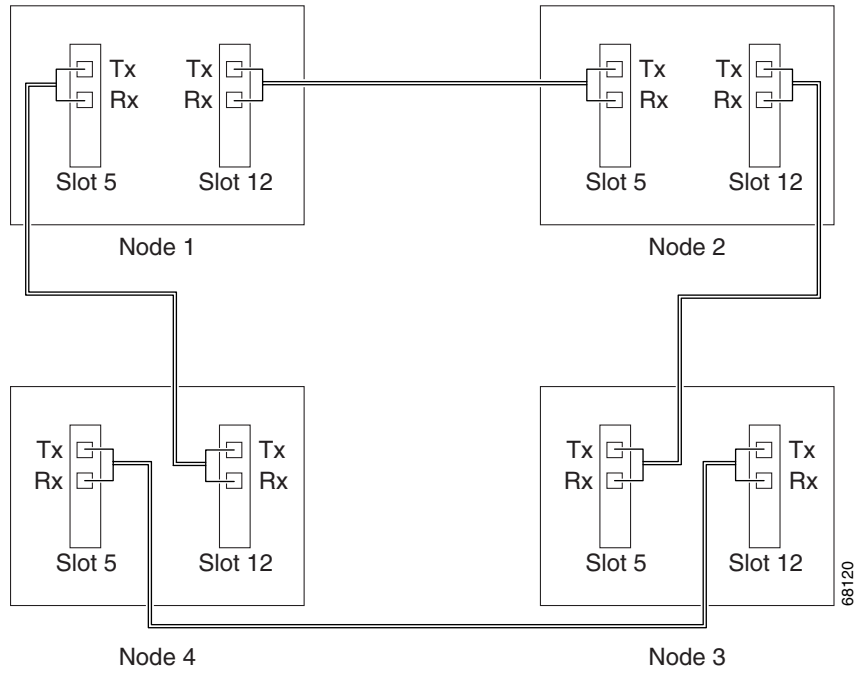 Tx Tx Tx Tx
Rx Rx Rx Rx
Slot 5 Slot 12 Slot 5 Slot 12
Node 1 Node 2
Tx Tx Tx Tx
Rx Rx Rx Rx
Slot 5 Slot 12 Slot 5 Slot 12
68120
Node 4 Node 3